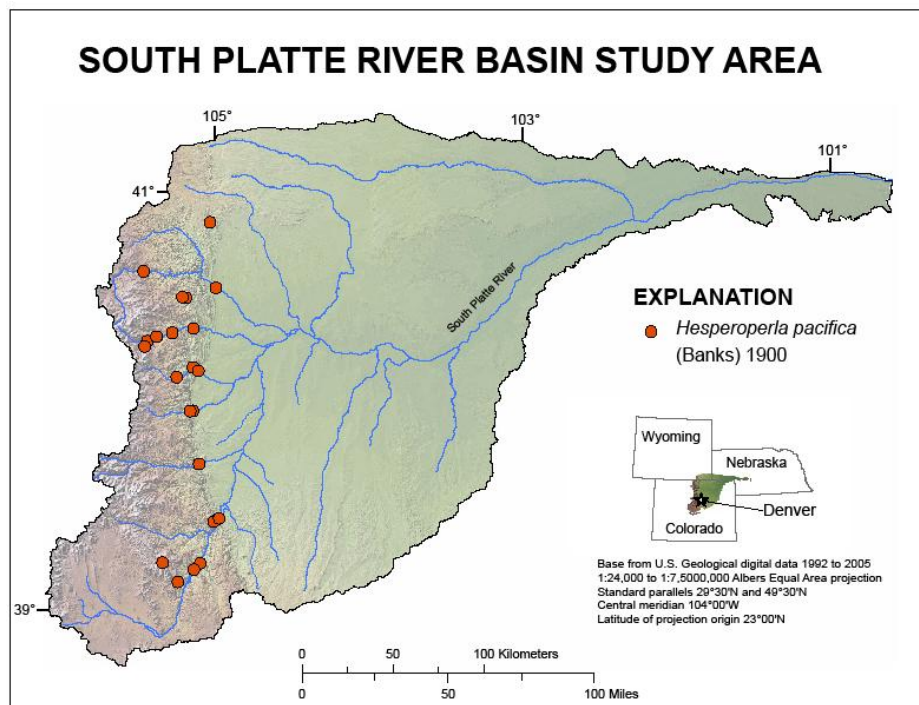 SOUTH PLATTE RIVER BASIN STUDY AREA
105°
103°
101°
41°
South Platte River
EXPLANATION
Hesperoperla pacifica
(Banks) 1900
Wyoming
Nebraska
Denver
Colorado
Base from U.S. Geological digital data 1992 to 2005
1:24,000 to 1:7,5000,000 Albers Equal Area projection
Standard parallels 29°30'N and 49°30'N
Central meridian 104°00'W
Latitude of projection origin 23°00'N
39°
0 50 100 Kilometers
0 50 100 Miles